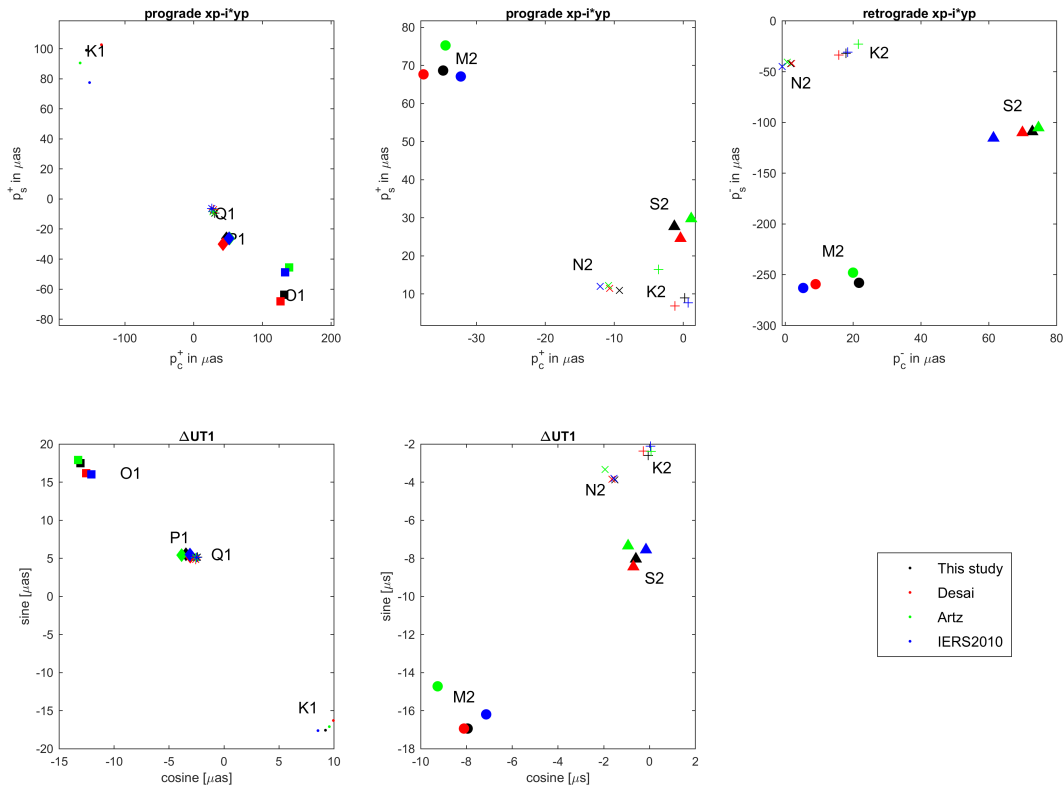 prograde xp-i*yp
p_s^+ in μas
100
80
60
40
20
0
-20
-40
-60
-80
-100
0
100
200
p_c^+ in μas
K1
Q1
P1
O1
prograde xp-i*yp
p_s^+ in μas
80
70
60
50
40
30
20
10
-30
-20
-10
0
p_c^+ in μas
M2
S2
N2
K2
retrograde xp-i*yp
p_s^- in μas
0
-50
-100
-150
-200
-250
-300
0
20
40
60
80
p_c^- in μas
K2
N2
S2
M2
ΔUT1
sine [μas]
20
15
10
5
0
-5
-10
-15
-20
-15
-10
-5
0
5
10
cosine [μas]
O1
P1
Q1
K1
ΔUT1
sine [μs]
-2
-4
-6
-8
-10
-12
-14
-16
-18
-10
-8
-6
-4
-2
0
2
cosine [μs]
K2
N2
S2
M2
This study
Desai
Artz
IERS2010